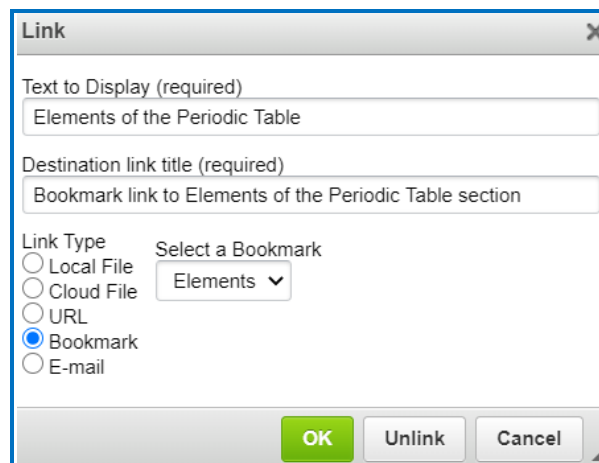 Link
Text to Display (required)
Elements of the Periodic Table
Destination link title (required)
Bookmark link to Elements of the Periodic Table section
Link Type
Local File
Cloud File
URL
Bookmark
E-mail
Select a Bookmark
Elements
OK
Unlink
Cancel